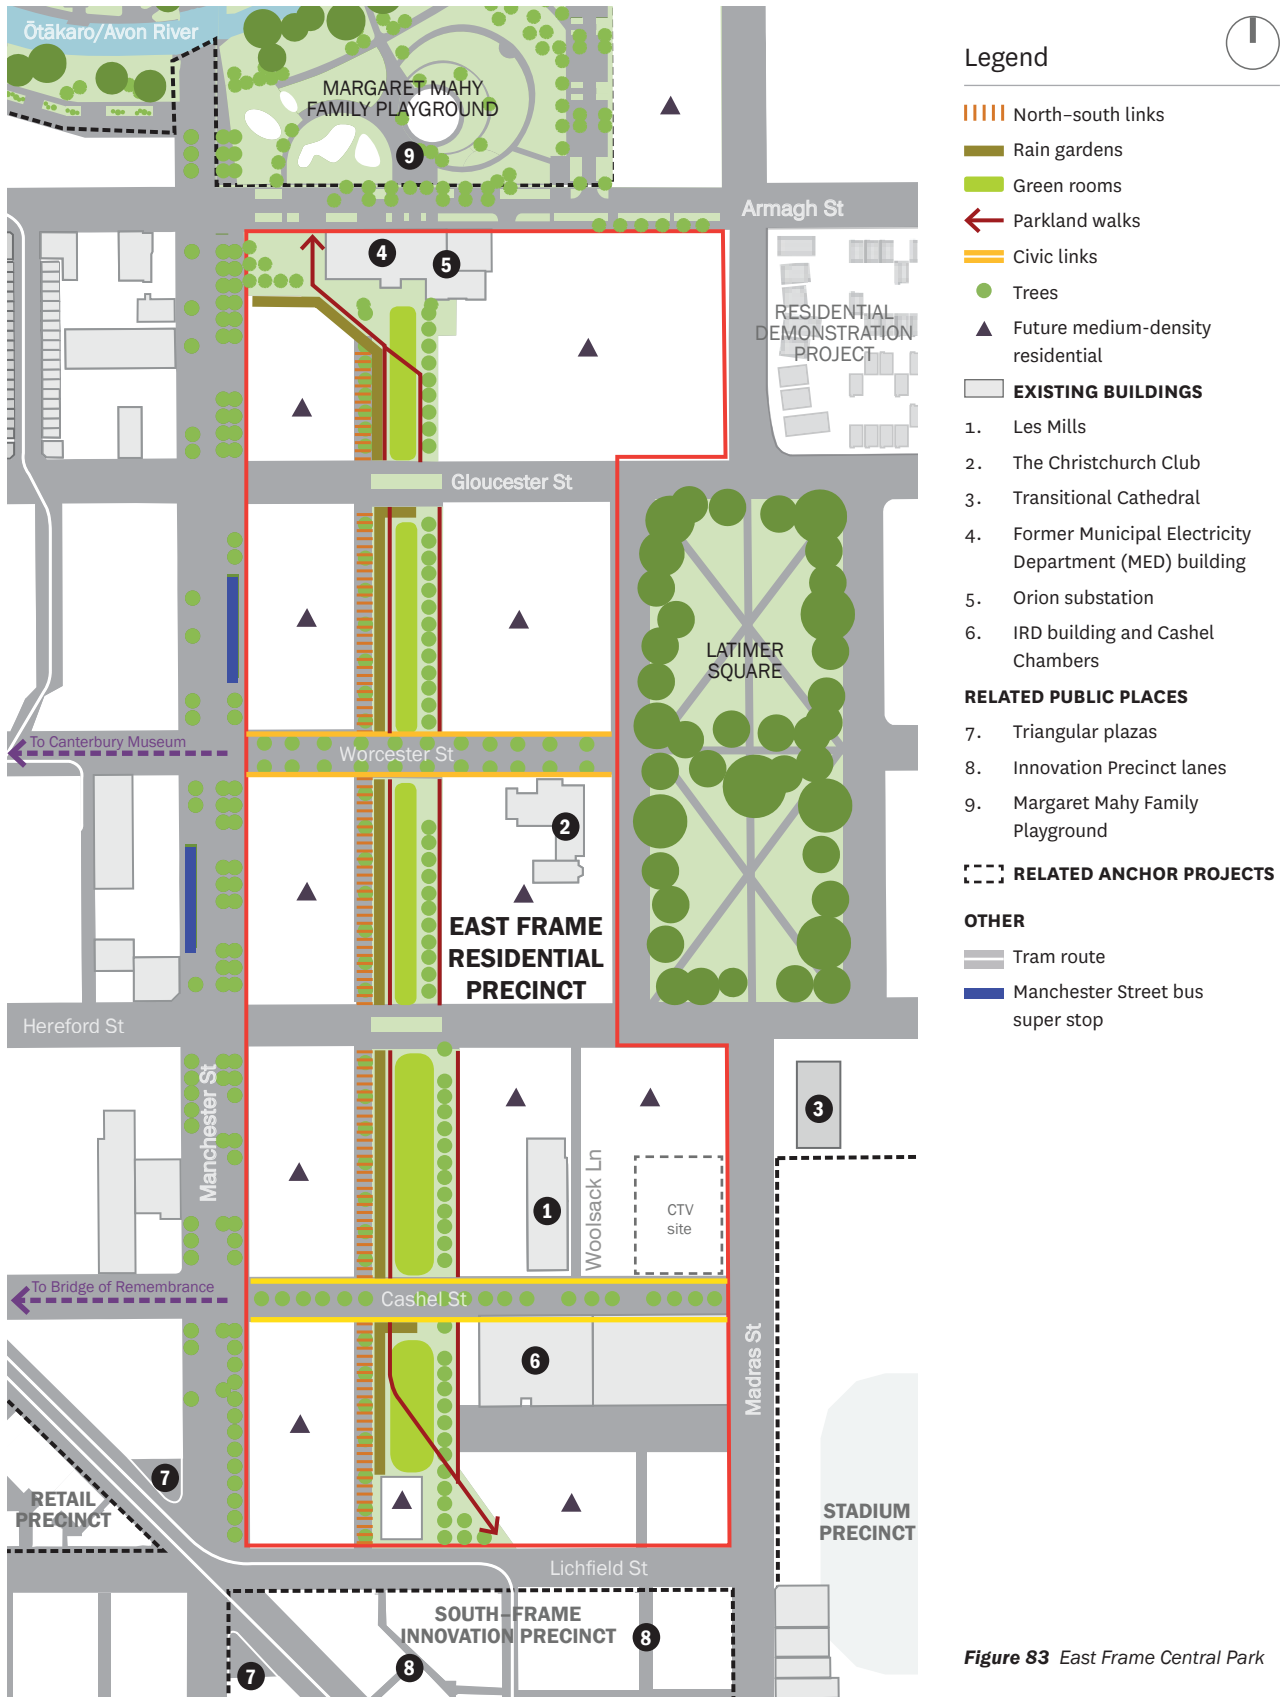 Ōtākaro/Avon River
MARGARET MAHY
FAMILY PLAYGROUND
9
Armagh St
4
5
RESIDENTIAL
DEMONSTRATION
PROJECT
Gloucester St
LATIMER
SQUARE
To Canterbury Museum
Worcester St
2
EAST FRAME
RESIDENTIAL
PRECINCT
Hereford St
Manchester St
3
1
Woolsack Ln
CTV
site
To Bridge of Remembrance
Cashel St
6
Madras St
7
RETAIL
PRECINCT
STADIUM
PRECINCT
Lichfield St
SOUTH–FRAME
INNOVATION PRECINCT
8
8
7
Legend
North–south links
Rain gardens
Green rooms
Parkland walks
Civic links
Trees
Future medium-density
residential
EXISTING BUILDINGS
1. Les Mills
2. The Christchurch Club
3. Transitional Cathedral
4. Former Municipal Electricity
Department (MED) building
5. Orion substation
6. IRD building and Cashel
Chambers
RELATED PUBLIC PLACES
7. Triangular plazas
8. Innovation Precinct lanes
9. Margaret Mahy Family
Playground
RELATED ANCHOR PROJECTS
OTHER
Tram route
Manchester Street bus
super stop
Figure 83 East Frame Central Park